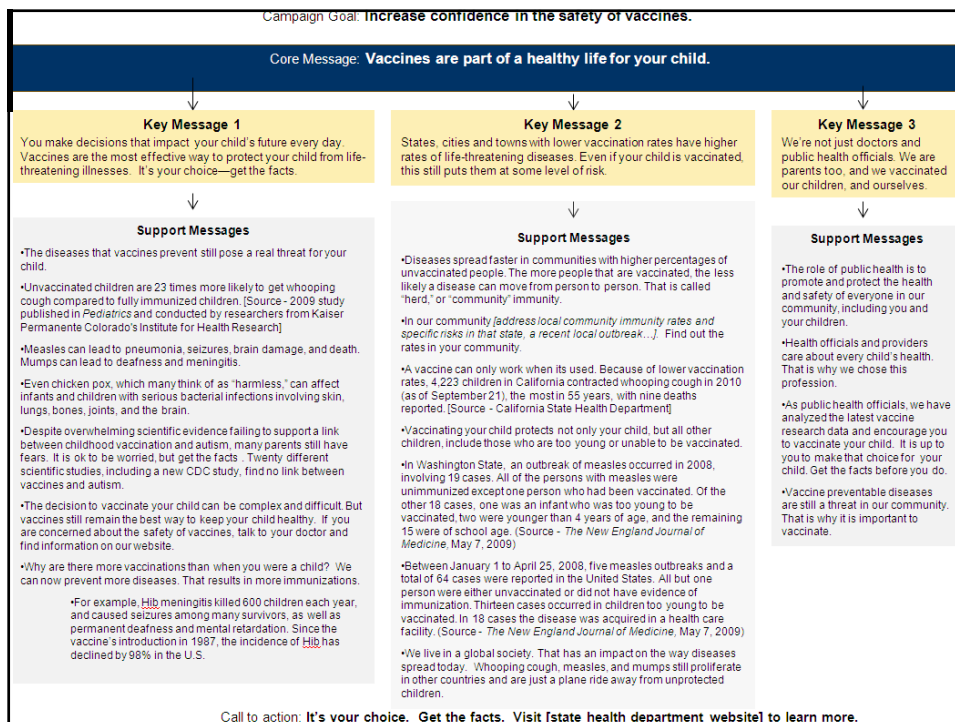 Campaign Goal: Increase confidence in the safety of vaccines.
Core Message: Vaccines are part of a healthy life for your child.
Key Message 1
You make decisions that impact your child's future every day.
Vaccines are the most effective way to protect your child from life-
threatening illnesses. It's your choice—get the facts.
Support Messages
•The diseases that vaccines prevent still pose a real threat for your
child.
•Unvaccinated children are 23 times more likely to get whooping
cough compared to fully immunized children. [Source - 2009 study
published in Pediatrics and conducted by researchers from Kaiser
Permanente Colorado's Institute for Health Research]
•Measles can lead to pneumonia, seizures, brain damage, and death.
Mumps can lead to deafness and meningitis.
•Even chicken pox, which many think of as "harmless," can affect
infants and children with serious bacterial infections involving skin,
lungs, bones, joints, and the brain.
•Despite overwhelming scientific evidence failing to support a link
between childhood vaccination and autism, many parents still have
fears. It is ok to be worried, but get the facts . Twenty different
scientific studies, including a new CDC study, find no link between
vaccines and autism.
•The decision to vaccinate your child can be complex and difficult. But
vaccines still remain the best way to keep your child healthy. If you
are concerned about the safety of vaccines, talk to your doctor and
find information on our website.
•Why are there more vaccinations than when you were a child? We
can now prevent more diseases. That results in more immunizations.
•For example, Hib meningitis killed 600 children each year,
and caused seizures among many survivors, as well as
permanent deafness and mental retardation. Since the
vaccine's introduction in 1987, the incidence of Hib has
declined by 98% in the U.S.
Key Message 2
States, cities and towns with lower vaccination rates have higher
rates of life-threatening diseases. Even if your child is vaccinated,
this still puts them at some level of risk.
Support Messages
•Diseases spread faster in communities with higher percentages of
unvaccinated people. The more people that are vaccinated, the less
likely a disease can move from person to person. That is called
"herd," or "community" immunity.
•In our community [address local community immunity rates and
specific risks in that state, a recent local outbreak…]. Find out the
rates in your community.
•A vaccine can only work when its used. Because of lower vaccination
rates, 4,223 children in California contracted whooping cough in 2010
(as of September 21), the most in 55 years, with nine deaths
reported. [Source - California State Health Department]
•Vaccinating your child protects not only your child, but all other
children, include those who are too young or unable to be vaccinated.
•In Washington State, an outbreak of measles occurred in 2008,
involving 19 cases. All of the persons with measles were
unimmunized except one person who had been vaccinated. Of the
other 18 cases, one was an infant who was too young to be
vaccinated, two were younger than 4 years of age, and the remaining
15 were of school age. (Source - The New England Journal of
Medicine, May 7, 2009)
•Between January 1 to April 25, 2008, five measles outbreaks and a
total of 64 cases were reported in the United States. All but one
person were either unvaccinated or did not have evidence of
immunization. Thirteen cases occurred in children too young to be
vaccinated. In 18 cases the disease was acquired in a health care
facility. (Source - The New England Journal of Medicine, May 7, 2009)
•We live in a global society. That has an impact on the way diseases
spread today. Whooping cough, measles, and mumps still proliferate
in other countries and are just a plane ride away from unprotected
children.
Key Message 3
We're not just doctors and
public health officials. We are
parents too, and we vaccinated
our children, and ourselves.
Support Messages
•The role of public health is to
promote and protect the health
and safety of everyone in our
community, including you and
your children.
•Health officials and providers
care about every child's health.
That is why we chose this
profession.
•As public health officials, we have
analyzed the latest vaccine
research data and encourage you
to vaccinate your child. It is up to
you to make that choice for your
child. Get the facts before you do.
•Vaccine preventable diseases
are still a threat in our community.
That is why it is important to
vaccinate.
Call to action: It's your choice. Get the facts. Visit [state health department website] to learn more.